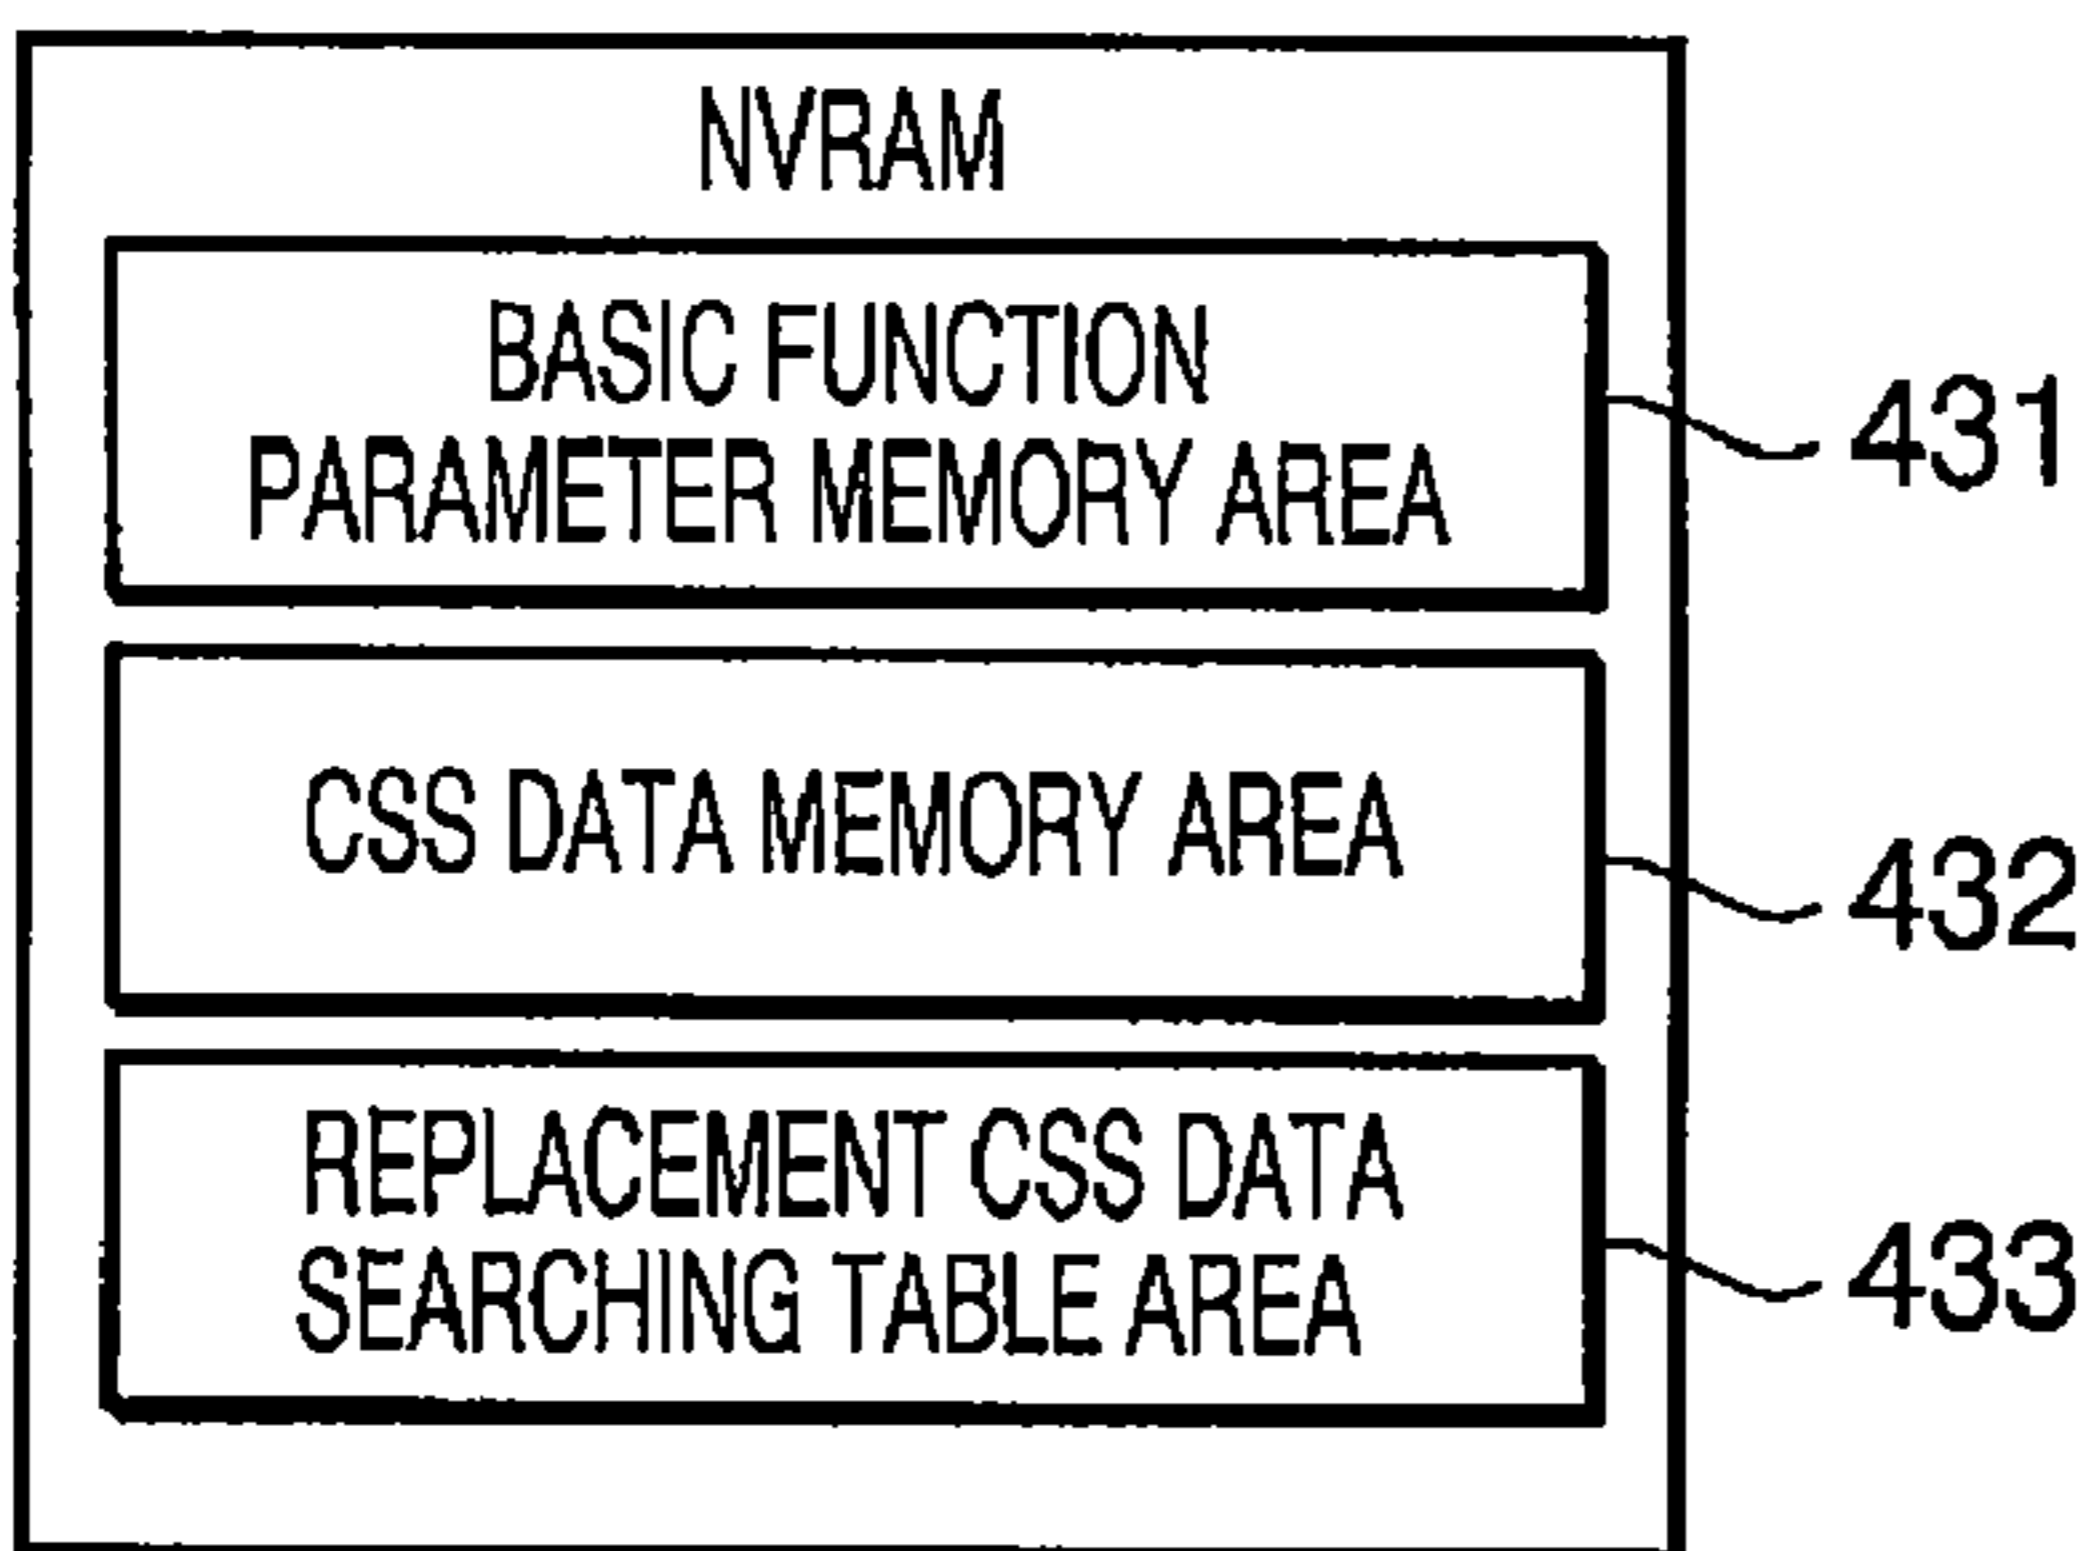 NVRAM
BASIC FUNCTION
PARAMETER MEMORY AREA
431
CSS DATA MEMORY AREA
432
REPLACEMENT CSS DATA
SEARCHING TABLE AREA
433